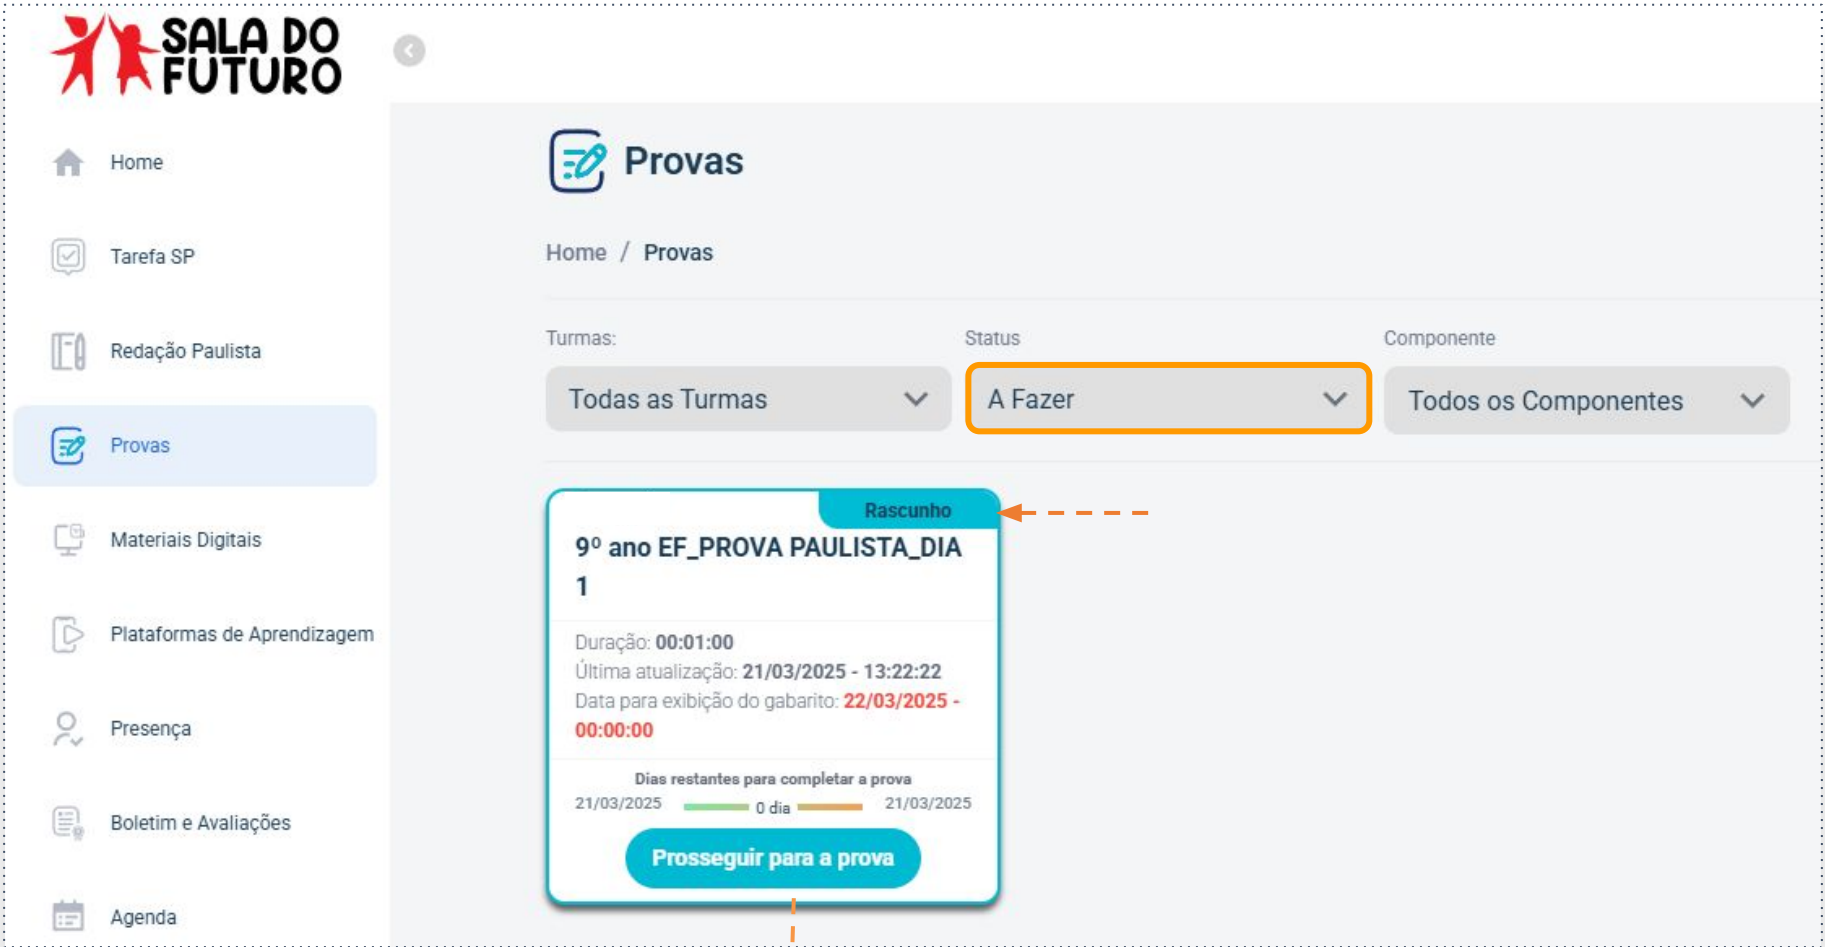 SALA DO
FUTURO
Home
Tarefa SP
Redação Paulista
Provas
Materiais Digitais
Plataformas de Aprendizagem
Presença
Boletim e Avaliações
Agenda
Provas
Home / Provas
Turmas:
Todas as Turmas
Status
A Fazer
Componente
Todos os Componentes
Rascunho
9º ano EF_PROVA PAULISTA_DIA
1
Duração: 00:01:00
Última atualização: 21/03/2025 - 13:22:22
Data para exibição do gabarito: 22/03/2025 -
00:00:00
Dias restantes para completar a prova
21/03/2025 0 dia 21/03/2025
Prosseguir para a prova